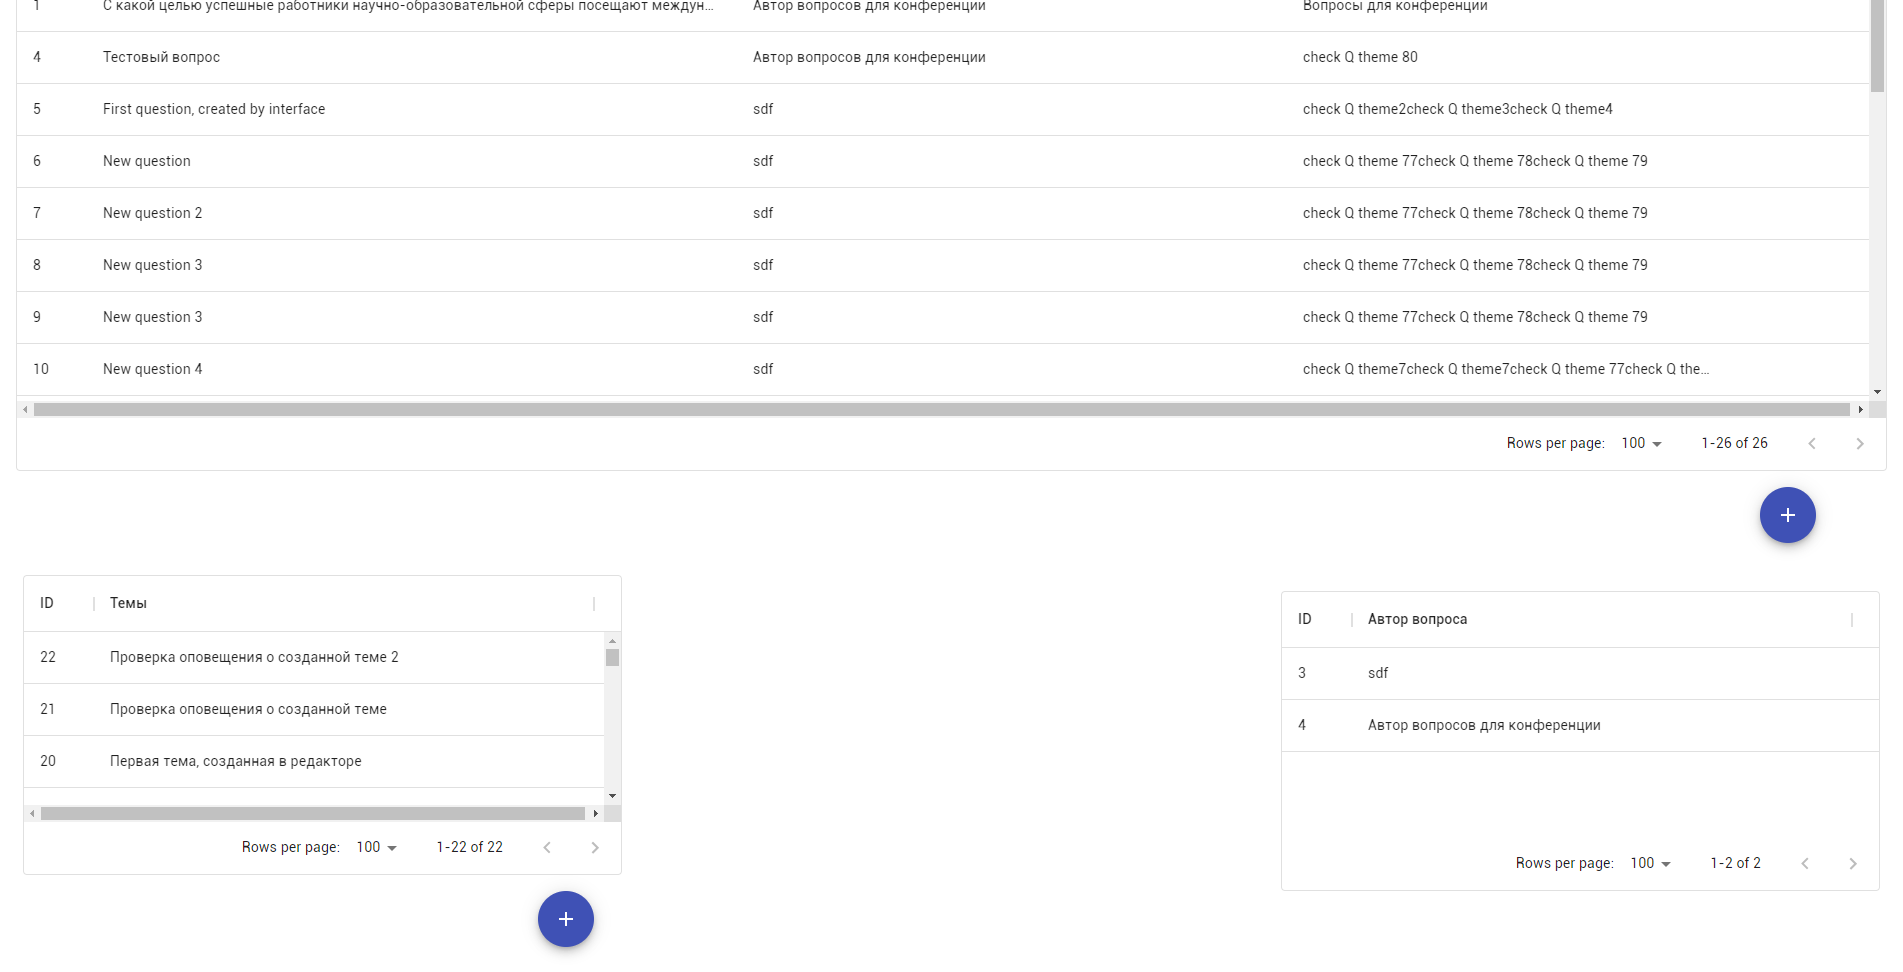 1 С какой целью успешные работники научно-образовательной сферы посещают междун... Автор вопросов для конференции Вопросы для конференции
4 Тестовый вопрос Автор вопросов для конференции check Q theme 80
5 First question, created by interface sdf check Q theme2check Q theme3check Q theme4
6 New question sdf check Q theme 77check Q theme 78check Q theme 79
7 New question 2 sdf check Q theme 77check Q theme 78check Q theme 79
8 New question 3 sdf check Q theme 77check Q theme 78check Q theme 79
9 New question 3 sdf check Q theme 77check Q theme 78check Q theme 79
10 New question 4 sdf check Q theme7check Q theme7check Q theme 77check Q the...
Rows per page: 100 1-26 of 26
ID Темы
22 Проверка оповещения о созданной теме 2
21 Проверка оповещения о созданной теме
20 Первая тема, созданная в редакторе
Rows per page: 100 1-22 of 22
ID Автор вопроса
3 sdf
4 Автор вопросов для конференции
Rows per page: 100 1-2 of 2